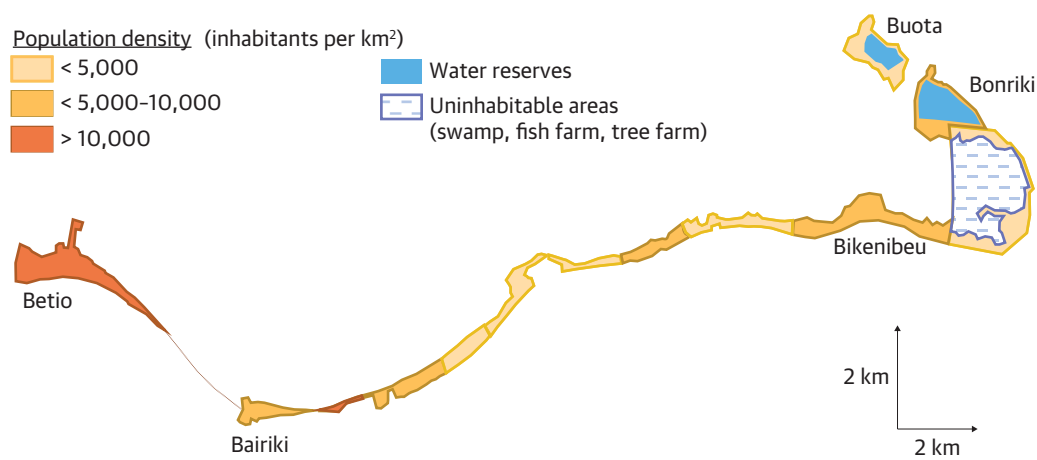 Population density (inhabitants per km²)
< 5,000
< 5,000–10,000
> 10,000
Water reserves
Uninhabitable areas
(swamp, fish farm, tree farm)
Buota
Bonriki
Bikenibeu
Betio
Bairiki
2 km
2 km